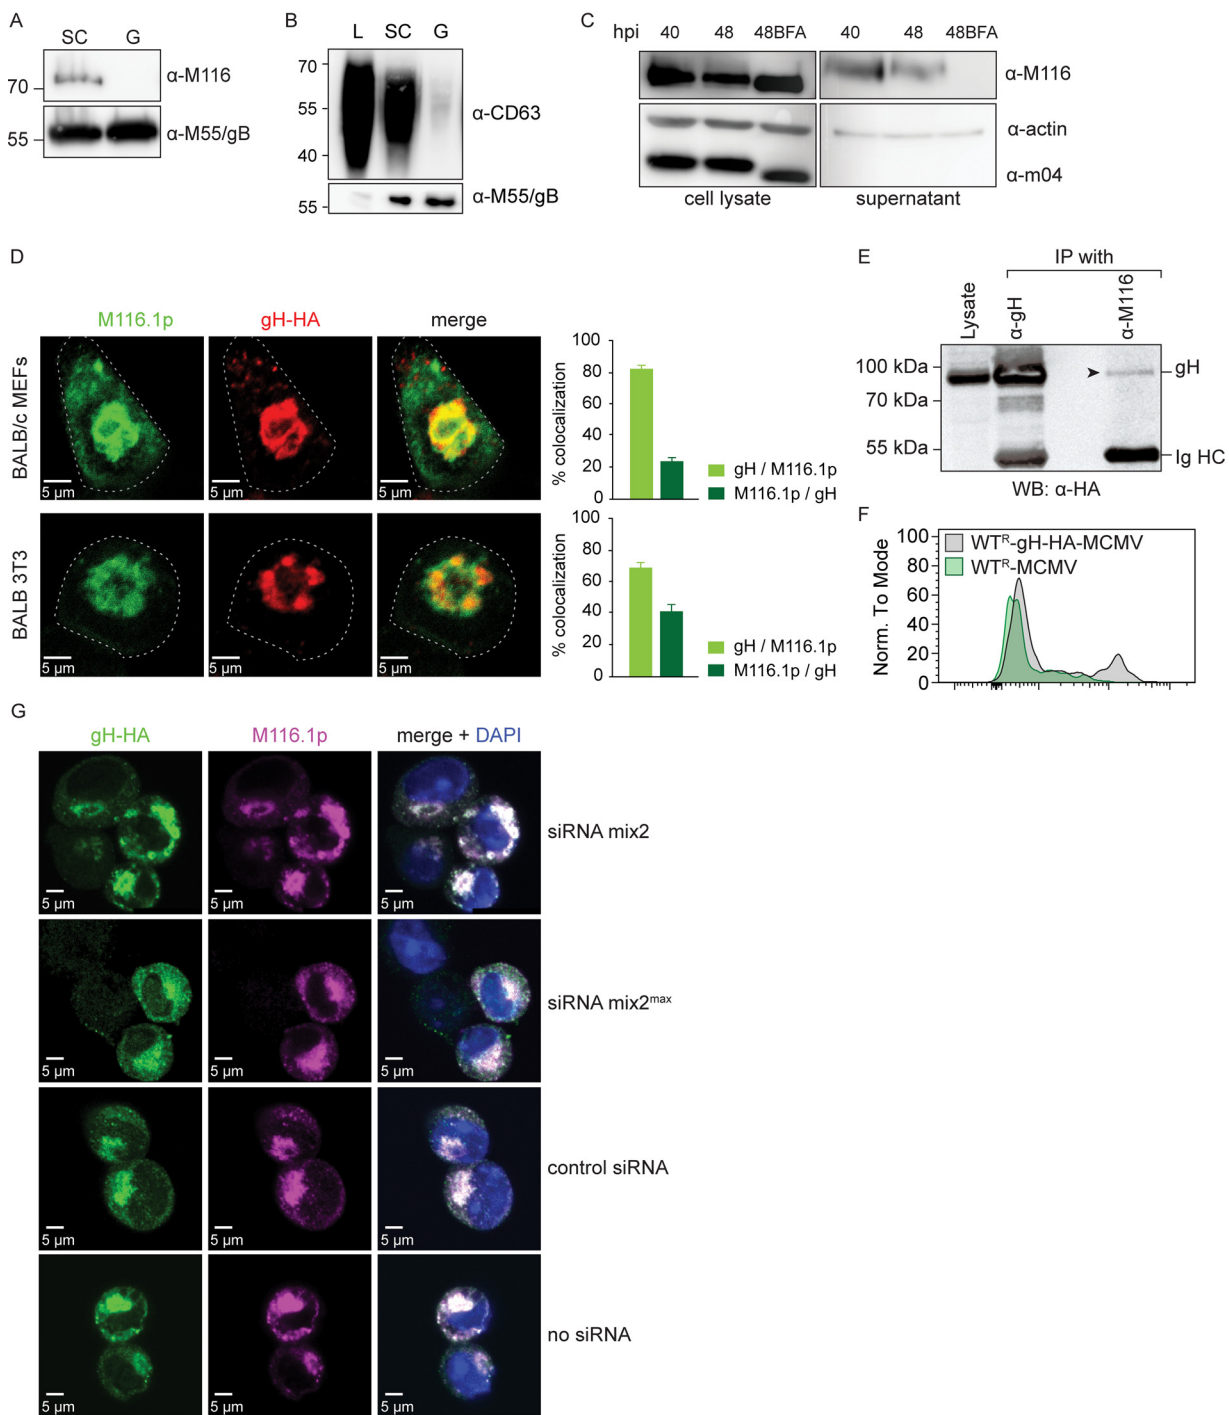 A
SC G
70
α-M116
55
α-M55/gB
B
L SC G
70
55
40
α-CD63
55
α-M55/gB
C
hpi 40 48 48BFA 40 48 48BFA
α-M116
α-actin
α-m04
cell lysate supernatant
D
M116.1p gH-HA merge
BALB/c MEFs
5 µm 5 µm 5 µm
% colocalization
100
80
60
40
20
0
gH / M116.1p
M116.1p / gH
BALB 3T3
5 µm 5 µm 5 µm
% colocalization
100
80
60
40
20
0
gH / M116.1p
M116.1p / gH
E
IP with
Lysate
α-gH
α-M116
100 kDa
70 kDa
55 kDa
gH
Ig HC
WB: α-HA
F
Norm. To Mode
100
80
60
40
20
0
WTᴿ-gH-HA-MCMV
WTᴿ-MCMV
G
gH-HA M116.1p merge + DAPI
5 µm 5 µm 5 µm
siRNA mix2
5 µm 5 µm 5 µm
siRNA mix2ᵐᵃˣ
5 µm 5 µm 5 µm
control siRNA
5 µm 5 µm 5 µm
no siRNA